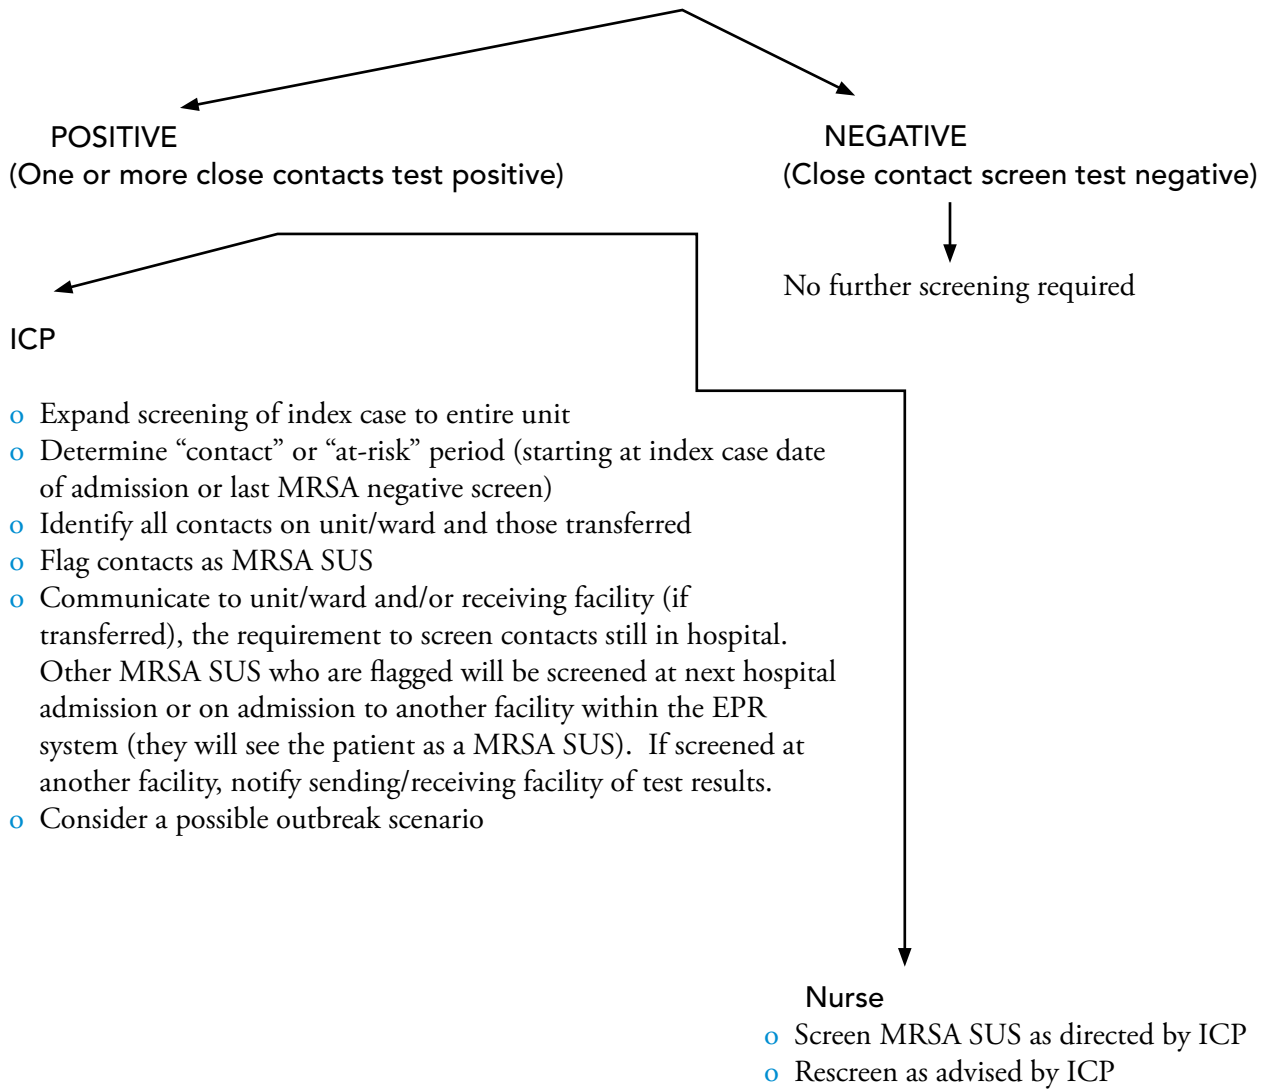 POSITIVE
(One or more close contacts test positive)
NEGATIVE
(Close contact screen test negative)
No further screening required
ICP
o Expand screening of index case to entire unit
o Determine “contact” or “at-risk” period (starting at index case date
of admission or last MRSA negative screen)
o Identify all contacts on unit/ward and those transferred
o Flag contacts as MRSA SUS
o Communicate to unit/ward and/or receiving facility (if
transferred), the requirement to screen contacts still in hospital.
Other MRSA SUS who are flagged will be screened at next hospital
admission or on admission to another facility within the EPR
system (they will see the patient as a MRSA SUS).  If screened at
another facility, notify sending/receiving facility of test results.
o Consider a possible outbreak scenario
Nurse
o Screen MRSA SUS as directed by ICP
o Rescreen as advised by ICP